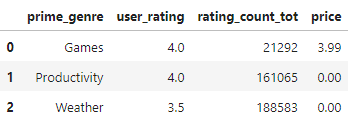 prime_genre user_rating rating_count_tot price
0 Games 4.0 21292 3.99
1 Productivity 4.0 161065 0.00
2 Weather 3.5 188583 0.00